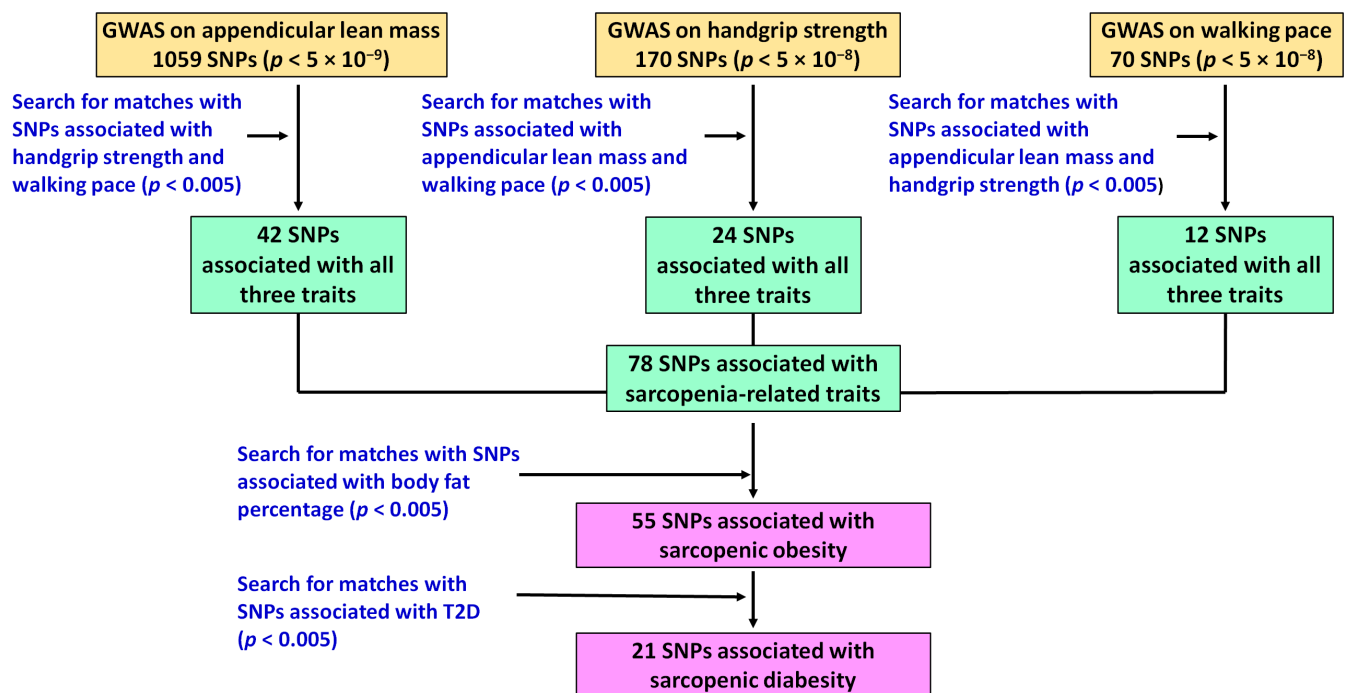 GWAS on appendicular lean mass
1059 SNPs (p < 5 × 10⁻⁹)
GWAS on handgrip strength
170 SNPs (p < 5 × 10⁻⁸)
GWAS on walking pace
70 SNPs (p < 5 × 10⁻⁸)
Search for matches with
SNPs associated with
handgrip strength and
walking pace (p < 0.005)
Search for matches with
SNPs associated with
appendicular lean mass and
walking pace (p < 0.005)
Search for matches with
SNPs associated with
appendicular lean mass and
handgrip strength (p < 0.005)
42 SNPs
associated with all
three traits
24 SNPs
associated with all
three traits
12 SNPs
associated with all
three traits
78 SNPs associated with
sarcopenia-related traits
Search for matches with SNPs
associated with body fat
percentage (p < 0.005)
55 SNPs associated with
sarcopenic obesity
Search for matches with
SNPs associated with T2D
(p < 0.005)
21 SNPs associated with
sarcopenic diabesity